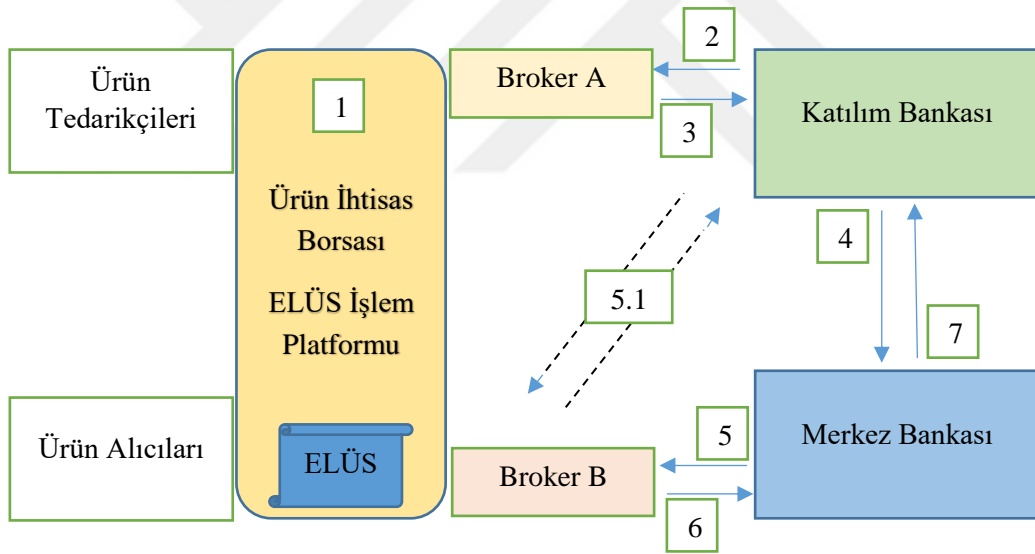 Ürün
Tedarikçileri
1
Ürün İhtisas
Borsası
ELÜS İşlem
Platformu
ELÜS
Ürün Alıcıları
Broker A
2
3
Katılım Bankası
4
7
5.1
Broker B
5
6
Merkez Bankası